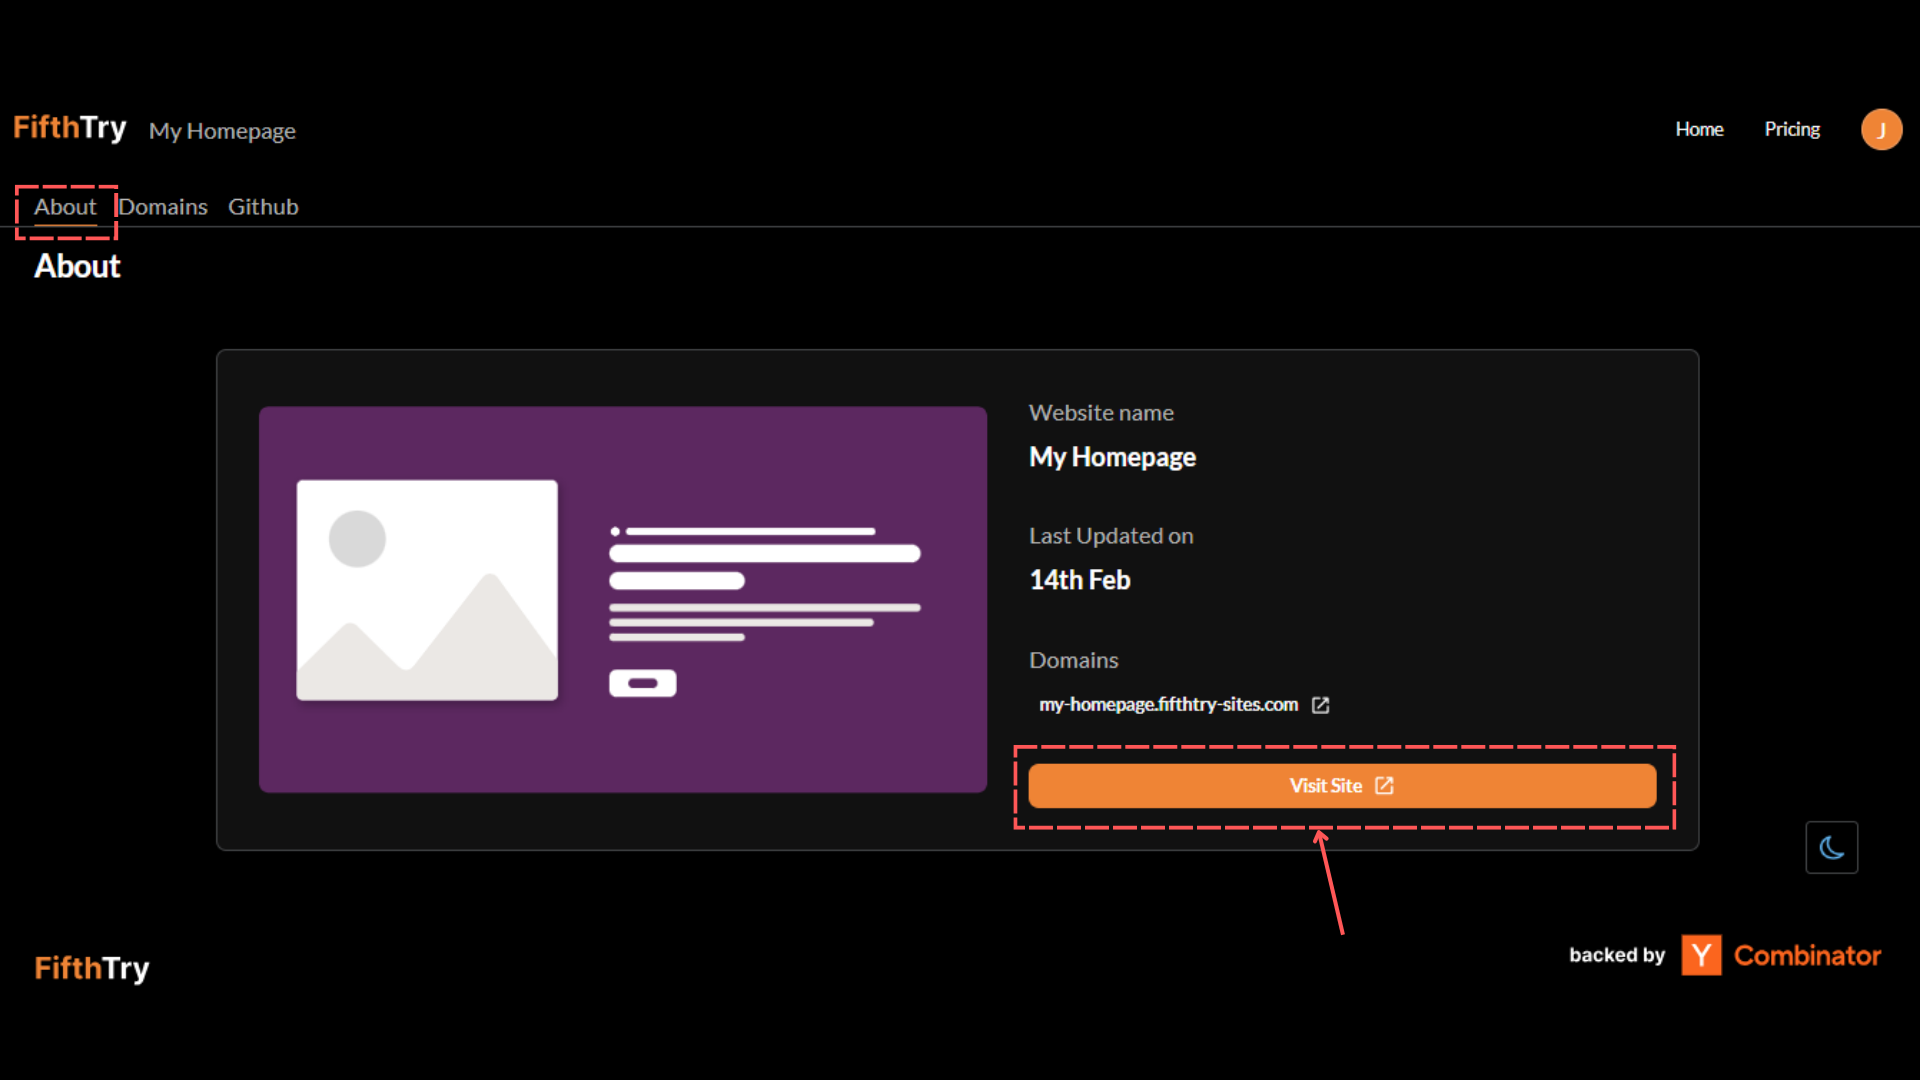 FifthTry My Homepage
Home Pricing J
About Domains Github
About
Website name
My Homepage
Last Updated on
14th Feb
Domains
my-homepage.fifthtry-sites.com
Visit Site
FifthTry
backed by Y Combinator